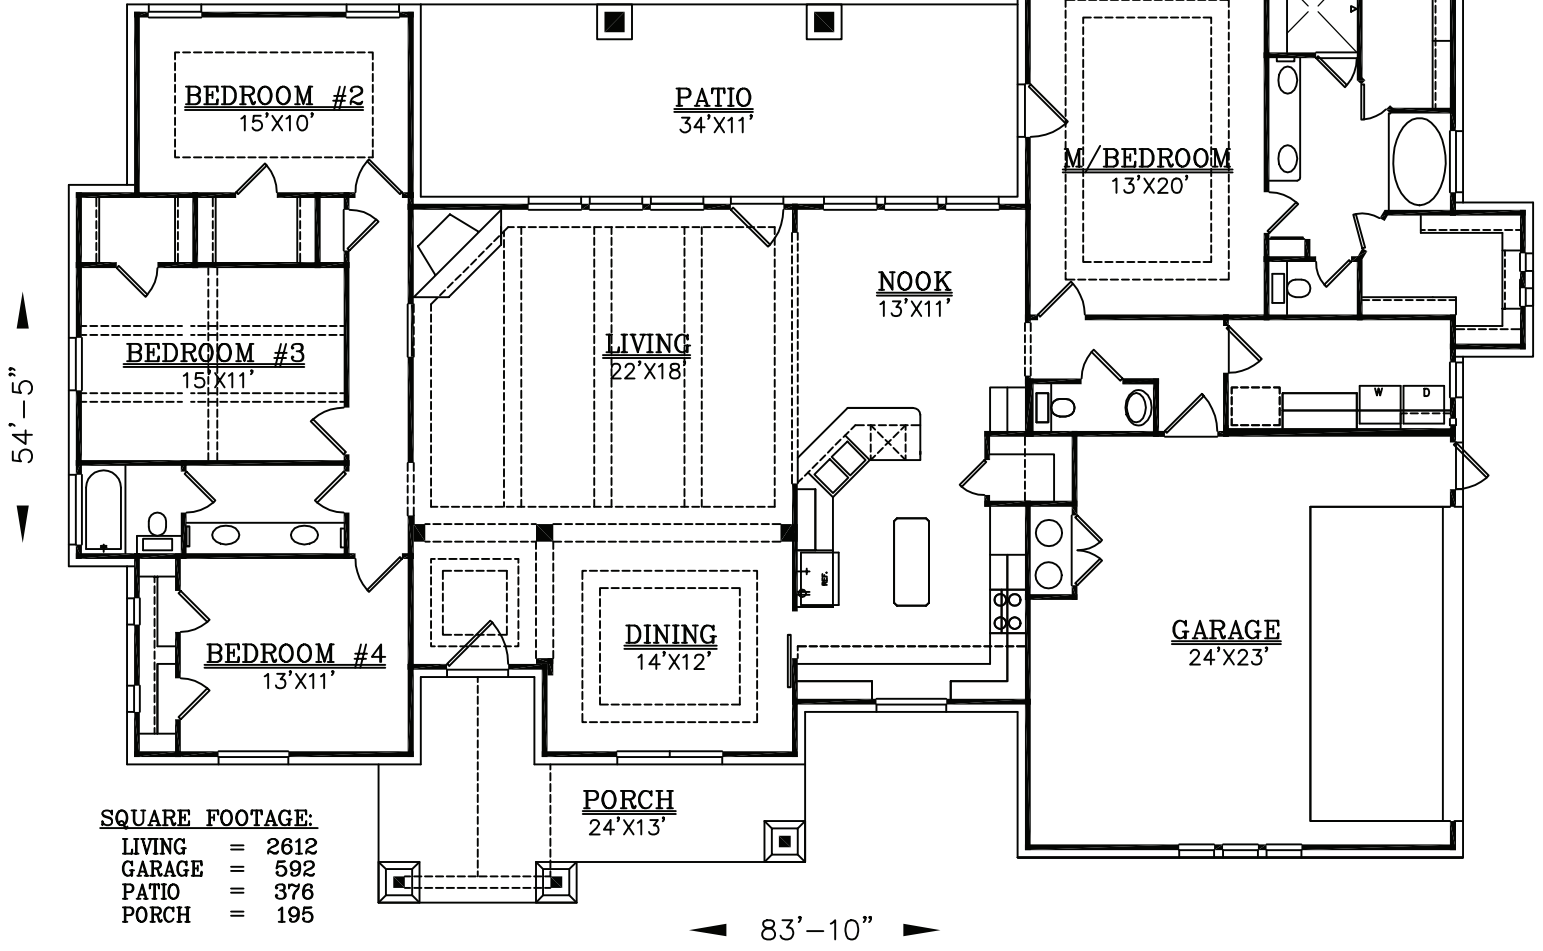 BEDROOM #2
15'X10'
PATIO
34'X11'
M/BEDROOM
13'X20'
NOOK
13'X11'
LIVING
22'X18'
BEDROOM #3
15'X11'
W
D
54'-5"
REF.
DINING
14'X12'
GARAGE
24'X23'
BEDROOM #4
13'X11'
PORCH
24'X13'
SQUARE FOOTAGE:
LIVING = 2612
GARAGE = 592
PATIO = 376
PORCH = 195
83'-10"